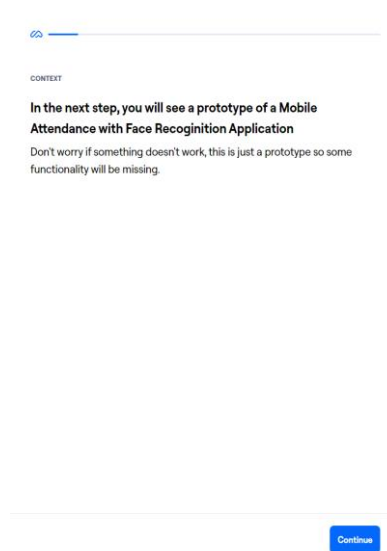 CONTEXT
In the next step, you will see a prototype of a Mobile
Attendance with Face Recoginition Application
Don't worry if something doesn't work, this is just a prototype so some
functionality will be missing.
Continue